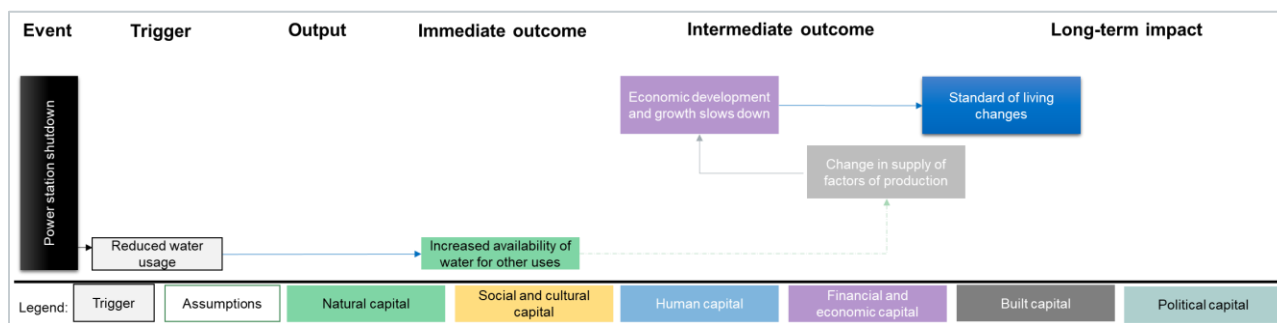 Event Trigger Output Immediate outcome Intermediate outcome Long-term impact
Power station shutdown
Economic development
and growth slows down
Standard of living
changes
Change in supply of
factors of production
Reduced water
usage
Increased availability of
water for other uses
Legend:
Trigger
Assumptions
Natural capital
Social and cultural
capital
Human capital
Financial and
economic capital
Built capital
Political capital